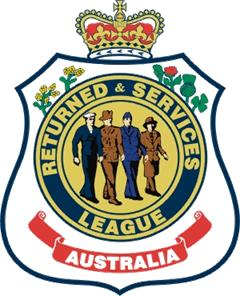 RETURNED & SERVICES
LEAGUE
AUSTRALIA